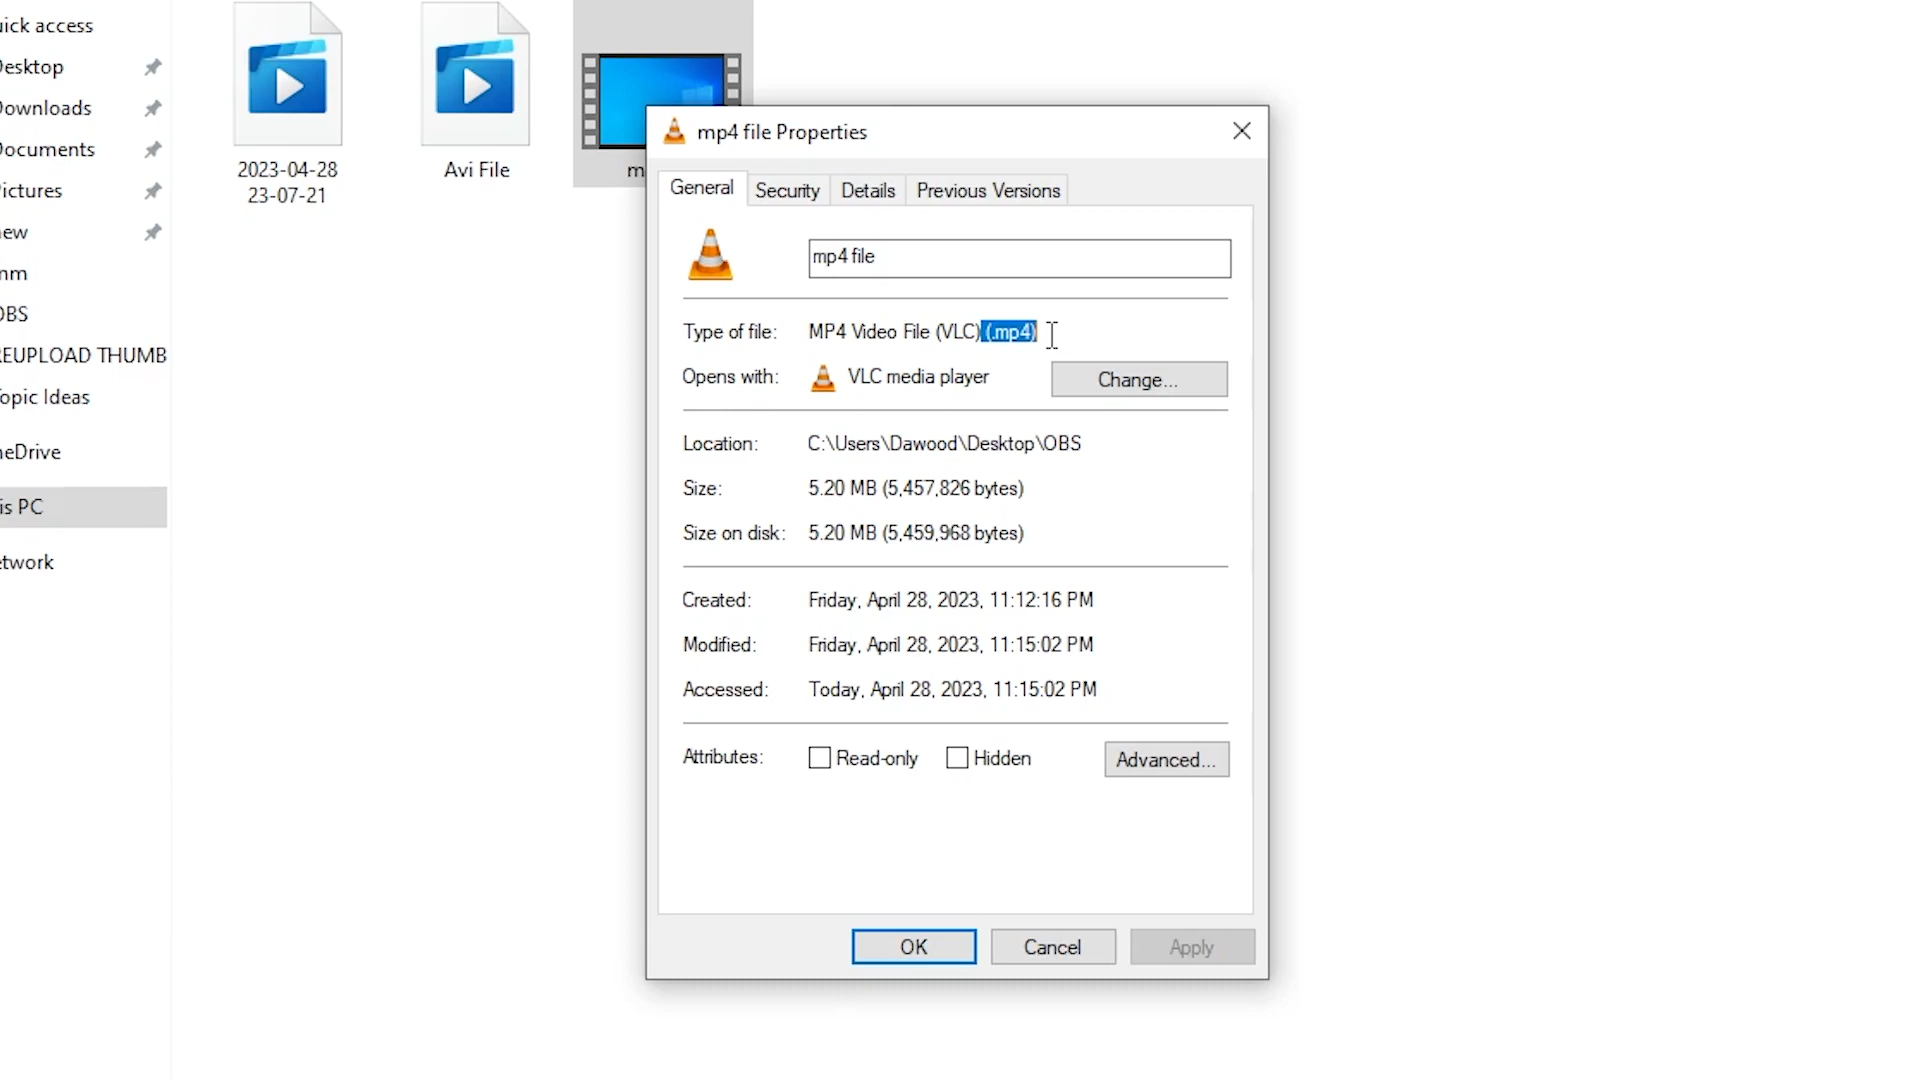 uick access
esktop
ownloads
ocuments
ictures
ew
nm
OBS
REUPLOAD THUMB
opic Ideas
neDrive
is PC
etwork
2023-04-28
23-07-21
Avi File
m
mp4 file Properties
General Security Details Previous Versions
mp4 file
Type of file: MP4 Video File (VLC) (.mp4)
Opens with: VLC media player Change...
Location: C:\Users\Dawood\Desktop\OBS
Size: 5.20 MB (5,457,826 bytes)
Size on disk: 5.20 MB (5,459,968 bytes)
Created: Friday, April 28, 2023, 11:12:16 PM
Modified: Friday, April 28, 2023, 11:15:02 PM
Accessed: Today, April 28, 2023, 11:15:02 PM
Attributes: Read-only Hidden Advanced...
OK Cancel Apply